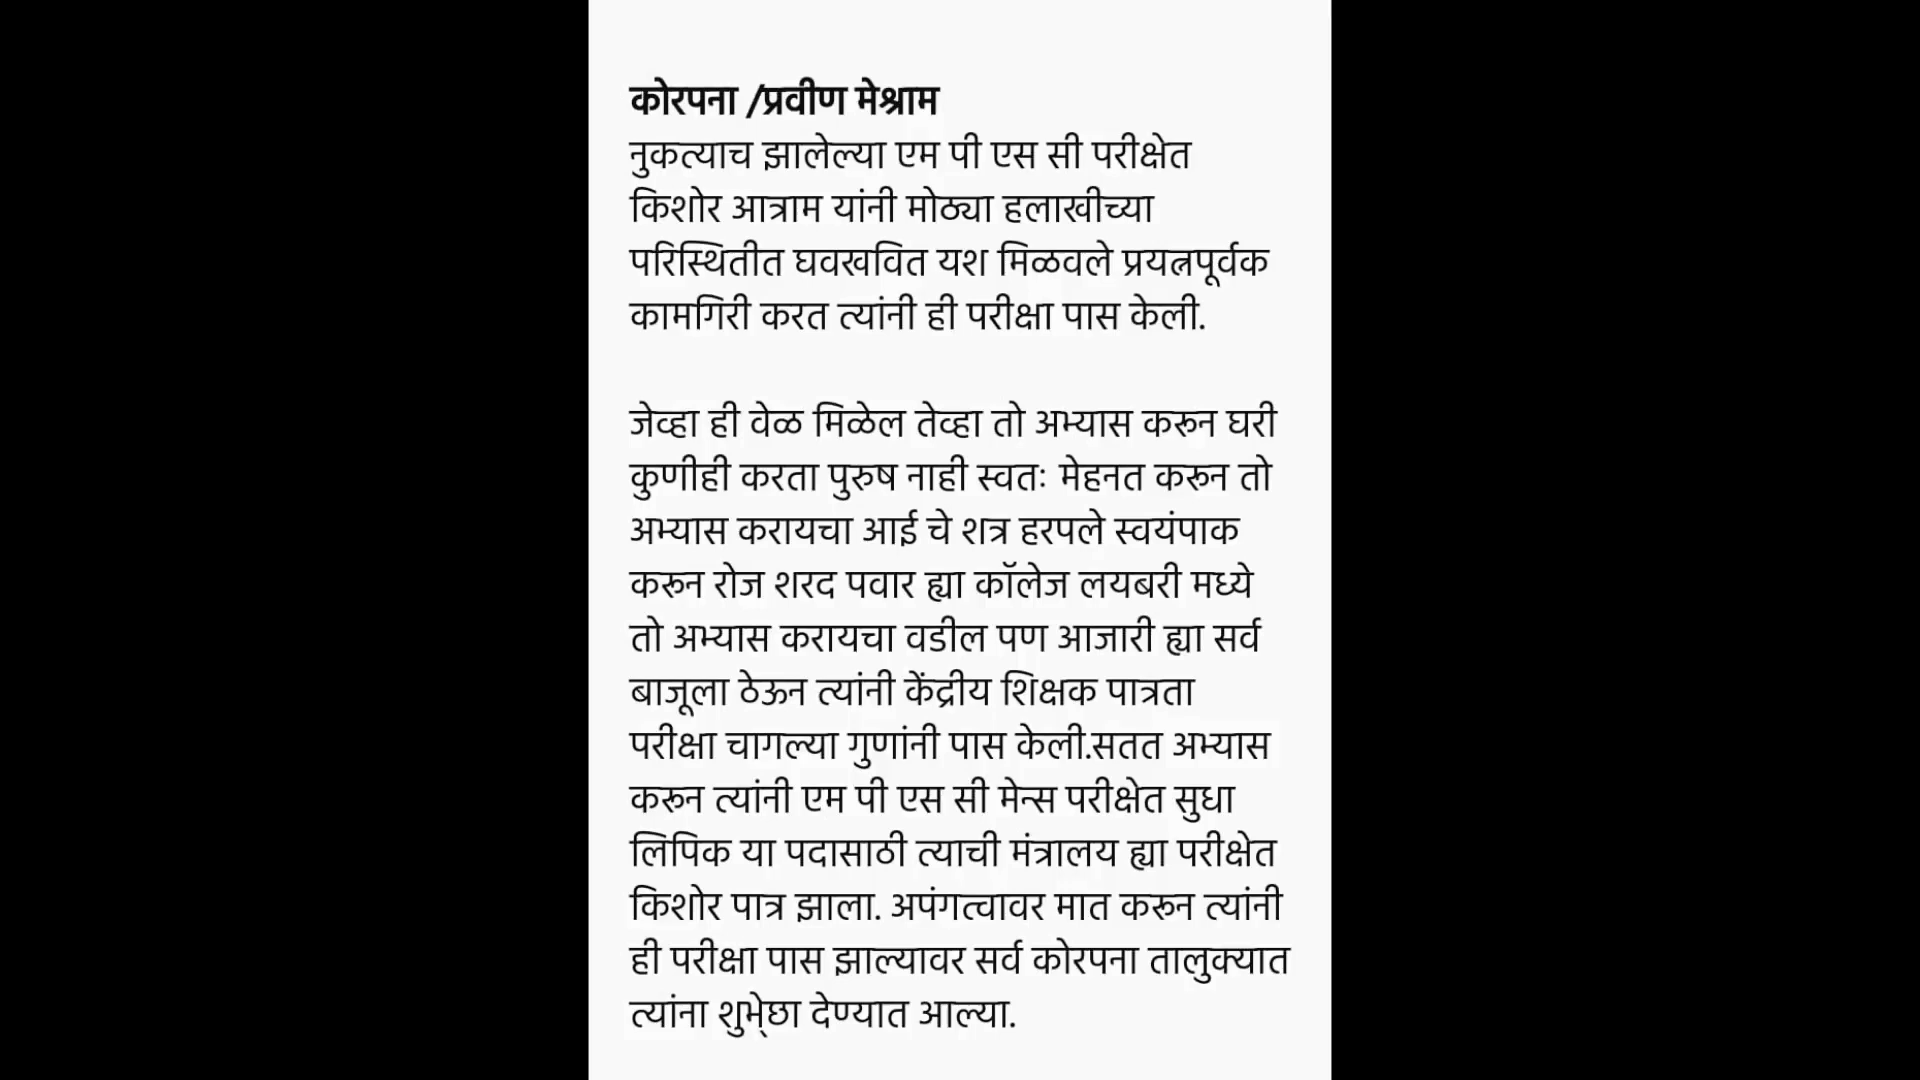 कोरपना /प्रवीण मेश्राम
नुकत्याच झालेल्या एम पी एस सी परीक्षेत
किशोर आत्राम यांनी मोठ्या हलाखीच्या
परिस्थितीत घवखवित यश मिळवले प्रयत्नपूर्वक
कामगिरी करत त्यांनी ही परीक्षा पास केली.
जेव्हा ही वेळ मिळेल तेव्हा तो अभ्यास करून घरी
कुणीही करता पुरुष नाही स्वतः मेहनत करून तो
अभ्यास करायचा आई चे शत्र हरपले स्वयंपाक
करून रोज शरद पवार ह्या कॉलेज लयबरी मध्ये
तो अभ्यास करायचा वडील पण आजारी ह्या सर्व
बाजूला ठेऊन त्यांनी केंद्रीय शिक्षक पात्रता
परीक्षा चागल्या गुणांनी पास केली.सतत अभ्यास
करून त्यांनी एम पी एस सी मेन्स परीक्षेत सुधा
लिपिक या पदासाठी त्याची मंत्रालय ह्या परीक्षेत
किशोर पात्र झाला. अपंगत्वावर मात करून त्यांनी
ही परीक्षा पास झाल्यावर सर्व कोरपना तालुक्यात
त्यांना शुभे्छा देण्यात आल्या.